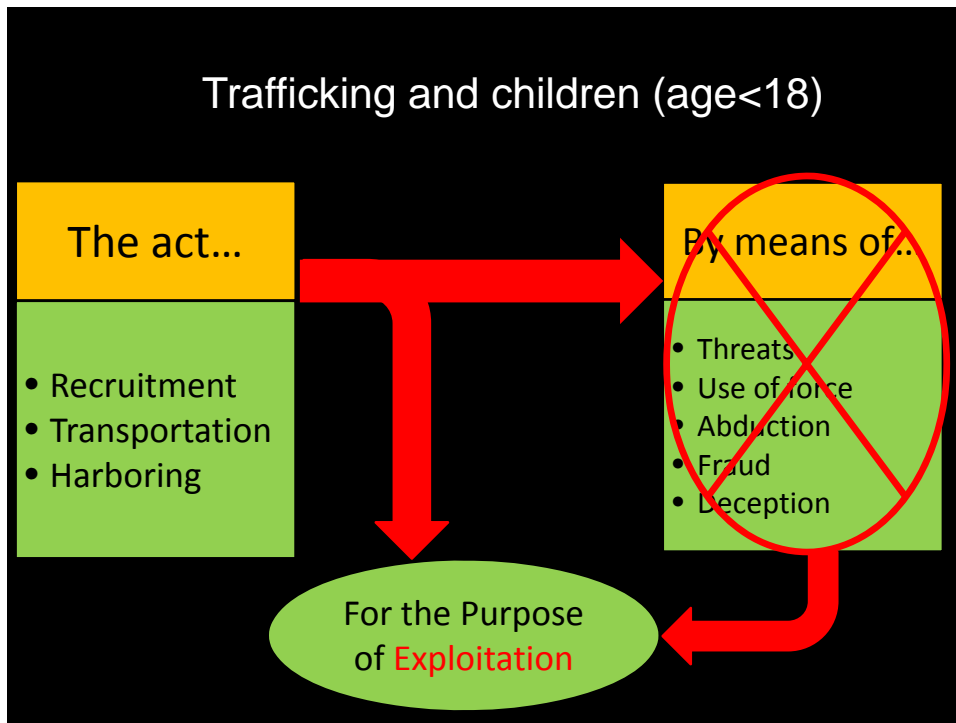 Trafficking and children (age<18)
The act…
• Recruitment
• Transportation
• Harboring
By means of…
• Threats
• Use of force
• Abduction
• Fraud
• Deception
For the Purpose
of Exploitation